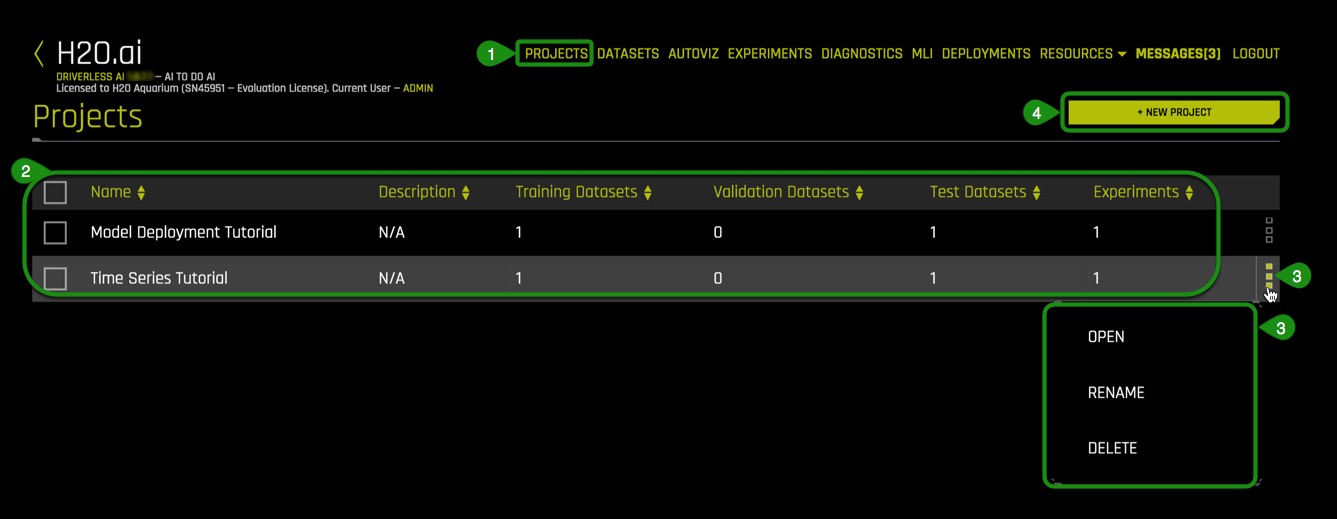 H2O.ai
1 PROJECTS DATASETS AUTOVIZ EXPERIMENTS DIAGNOSTICS MLI DEPLOYMENTS RESOURCES MESSAGES[3] LOGOUT
DRIVERLESS AI — AI TO DO AI
Licensed to H2O Aquarium (SN45951 — Evaluation License). Current User — ADMIN
Projects
4 + NEW PROJECT
2
Name Description Training Datasets Validation Datasets Test Datasets Experiments
Model Deployment Tutorial N/A 1 0 1 1
Time Series Tutorial N/A 1 0 1 1 3
3
OPEN
RENAME
DELETE